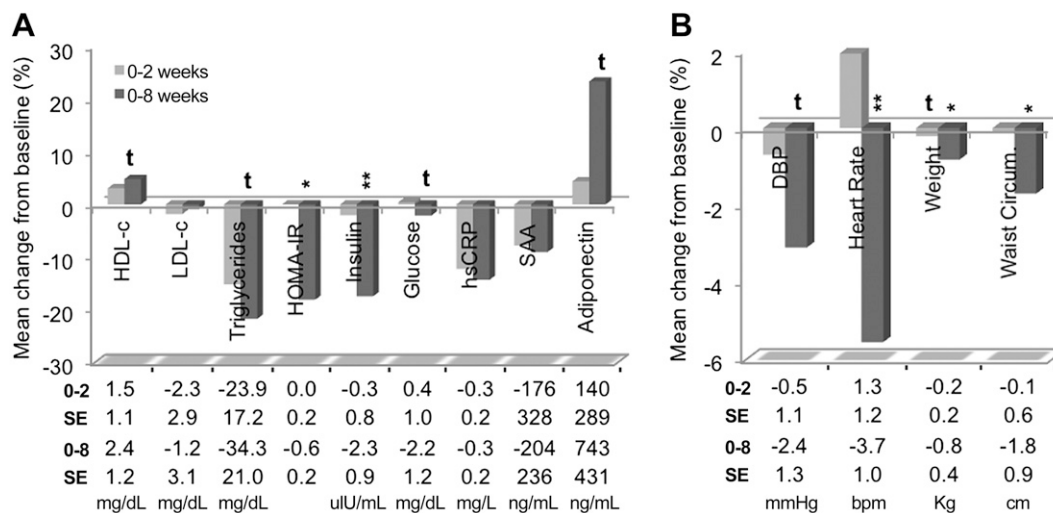 A
B
Mean change from baseline (%)
30
20
10
0
-10
-20
-30
0-2 weeks
0-8 weeks
t
t
*
**
t
t
HDL-c
LDL-c
Triglycerides
HOMA-IR
Insulin
Glucose
hsCRP
SAA
Adiponectin
0-2 1.5 -2.3 -23.9 0.0 -0.3 0.4 -0.3 -176 140
SE 1.1 2.9 17.2 0.2 0.8 1.0 0.2 328 289
0-8 2.4 -1.2 -34.3 -0.6 -2.3 -2.2 -0.3 -204 743
SE 1.2 3.1 21.0 0.2 0.9 1.2 0.2 236 431
mg/dL mg/dL mg/dL uIU/mL mg/dL mg/L ng/mL ng/mL
Mean change from baseline (%)
2
0
-2
-4
-6
t
**
t
*
*
DBP
Heart Rate
Weight
Waist Circum.
0-2 -0.5 1.3 -0.2 -0.1
SE 1.1 1.2 0.2 0.6
0-8 -2.4 -3.7 -0.8 -1.8
SE 1.3 1.0 0.4 0.9
mmHg bpm Kg cm